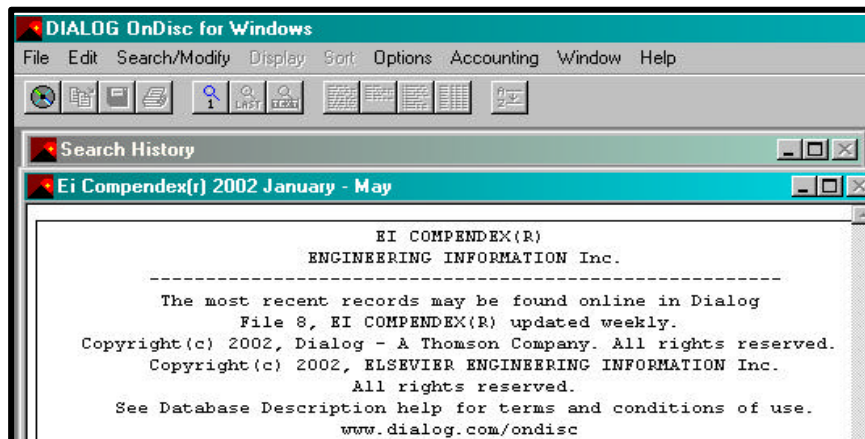 DIALOG OnDisc for Windows
File Edit Search/Modify Display Sort Options Accounting Window Help
1 LAST TEXT A Z
Search History
Ei Compendex(r) 2002 January - May
EI COMPENDEX(R)
ENGINEERING INFORMATION Inc.
--------------------------------------------------------
The most recent records may be found online in Dialog
File 8, EI COMPENDEX(R) updated weekly.
Copyright(c) 2002, Dialog - A Thomson Company. All rights reserved.
Copyright(c) 2002, ELSEVIER ENGINEERING INFORMATION Inc.
All rights reserved.
See Database Description help for terms and conditions of use.
www.dialog.com/ondisc